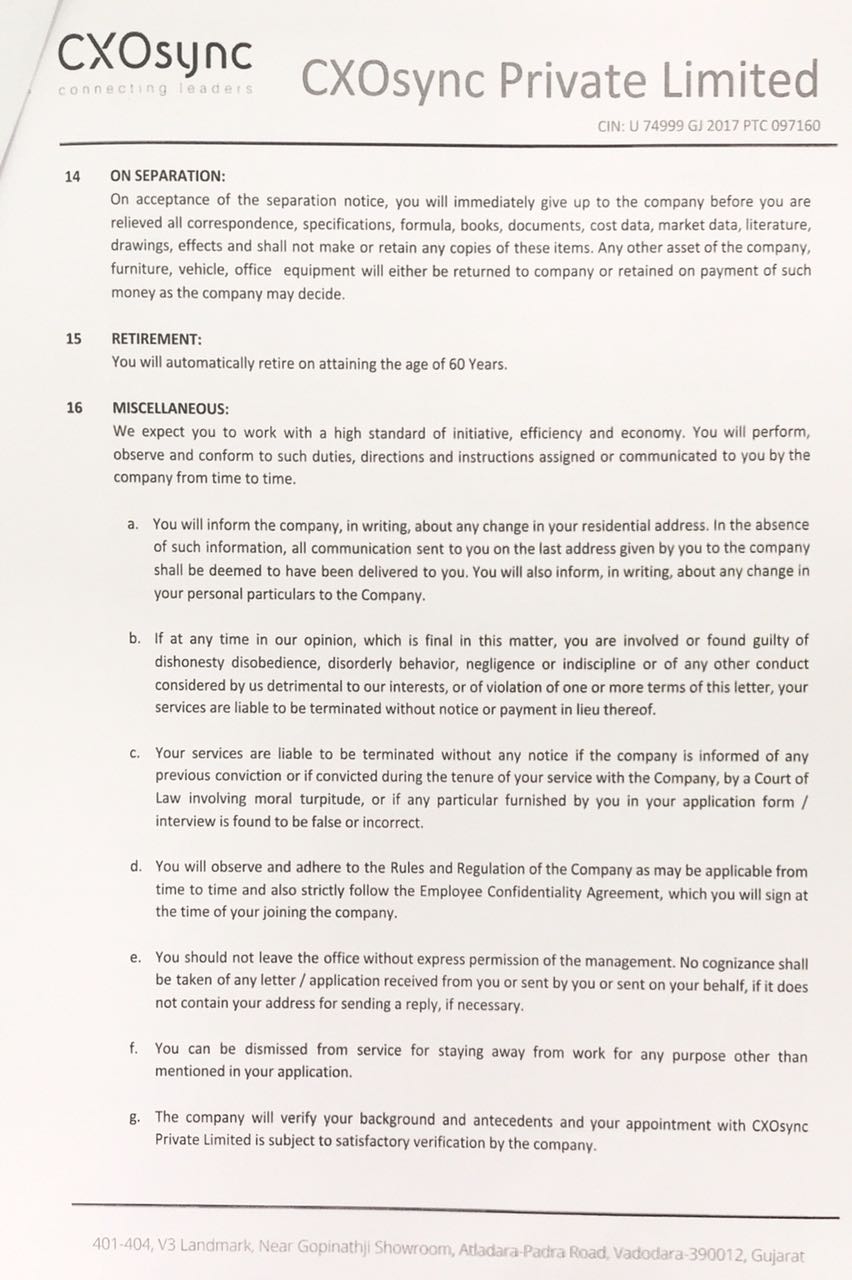 CXOsync
connecting leaders
CXOsync Private Limited
CIN: U 74999 GJ 2017 PTC 097160
14 ON SEPARATION:
On acceptance of the separation notice, you will immediately give up to the company before you are
relieved all correspondence, specifications, formula, books, documents, cost data, market data, literature,
drawings, effects and shall not make or retain any copies of these items. Any other asset of the company,
furniture, vehicle, office equipment will either be returned to company or retained on payment of such
money as the company may decide.
15 RETIREMENT:
You will automatically retire on attaining the age of 60 Years.
16 MISCELLANEOUS:
We expect you to work with a high standard of initiative, efficiency and economy. You will perform,
observe and conform to such duties, directions and instructions assigned or communicated to you by the
company from time to time.
a. You will inform the company, in writing, about any change in your residential address. In the absence
of such information, all communication sent to you on the last address given by you to the company
shall be deemed to have been delivered to you. You will also inform, in writing, about any change in
your personal particulars to the Company.
b. If at any time in our opinion, which is final in this matter, you are involved or found guilty of
dishonesty disobedience, disorderly behavior, negligence or indiscipline or of any other conduct
considered by us detrimental to our interests, or of violation of one or more terms of this letter, your
services are liable to be terminated without notice or payment in lieu thereof.
c. Your services are liable to be terminated without any notice if the company is informed of any
previous conviction or if convicted during the tenure of your service with the Company, by a Court of
Law involving moral turpitude, or if any particular furnished by you in your application form /
interview is found to be false or incorrect.
d. You will observe and adhere to the Rules and Regulation of the Company as may be applicable from
time to time and also strictly follow the Employee Confidentiality Agreement, which you will sign at
the time of your joining the company.
e. You should not leave the office without express permission of the management. No cognizance shall
be taken of any letter / application received from you or sent by you or sent on your behalf, if it does
not contain your address for sending a reply, if necessary.
f. You can be dismissed from service for staying away from work for any purpose other than
mentioned in your application.
g. The company will verify your background and antecedents and your appointment with CXOsync
Private Limited is subject to satisfactory verification by the company.
401-404, V3 Landmark, Near Gopinathji Showroom, Atladara-Padra Road, Vadodara-390012, Gujarat